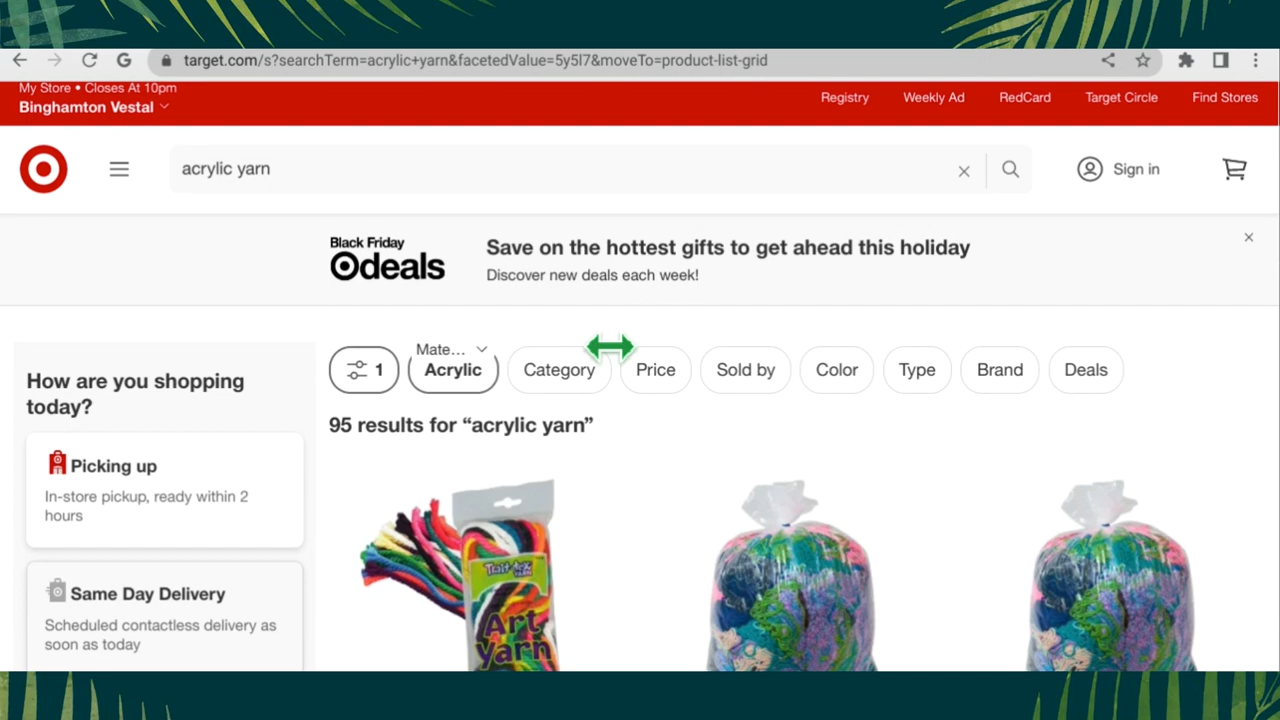 target.com/s?searchTerm=acrylic+yarn&facetedValue=5y5l7&moveTo=product-list-grid
My Store • Closes At 10pm
Binghamton Vestal
Registry
Weekly Ad
RedCard
Target Circle
Find Stores
acrylic yarn
Sign in
Black Friday
deals
Save on the hottest gifts to get ahead this holiday
Discover new deals each week!
How are you shopping
today?
Picking up
In-store pickup, ready within 2
hours
Same Day Delivery
Scheduled contactless delivery as
soon as today
1
Mate...
Acrylic
Category
Price
Sold by
Color
Type
Brand
Deals
95 results for “acrylic yarn”
Trait-tex
Art
Yarn